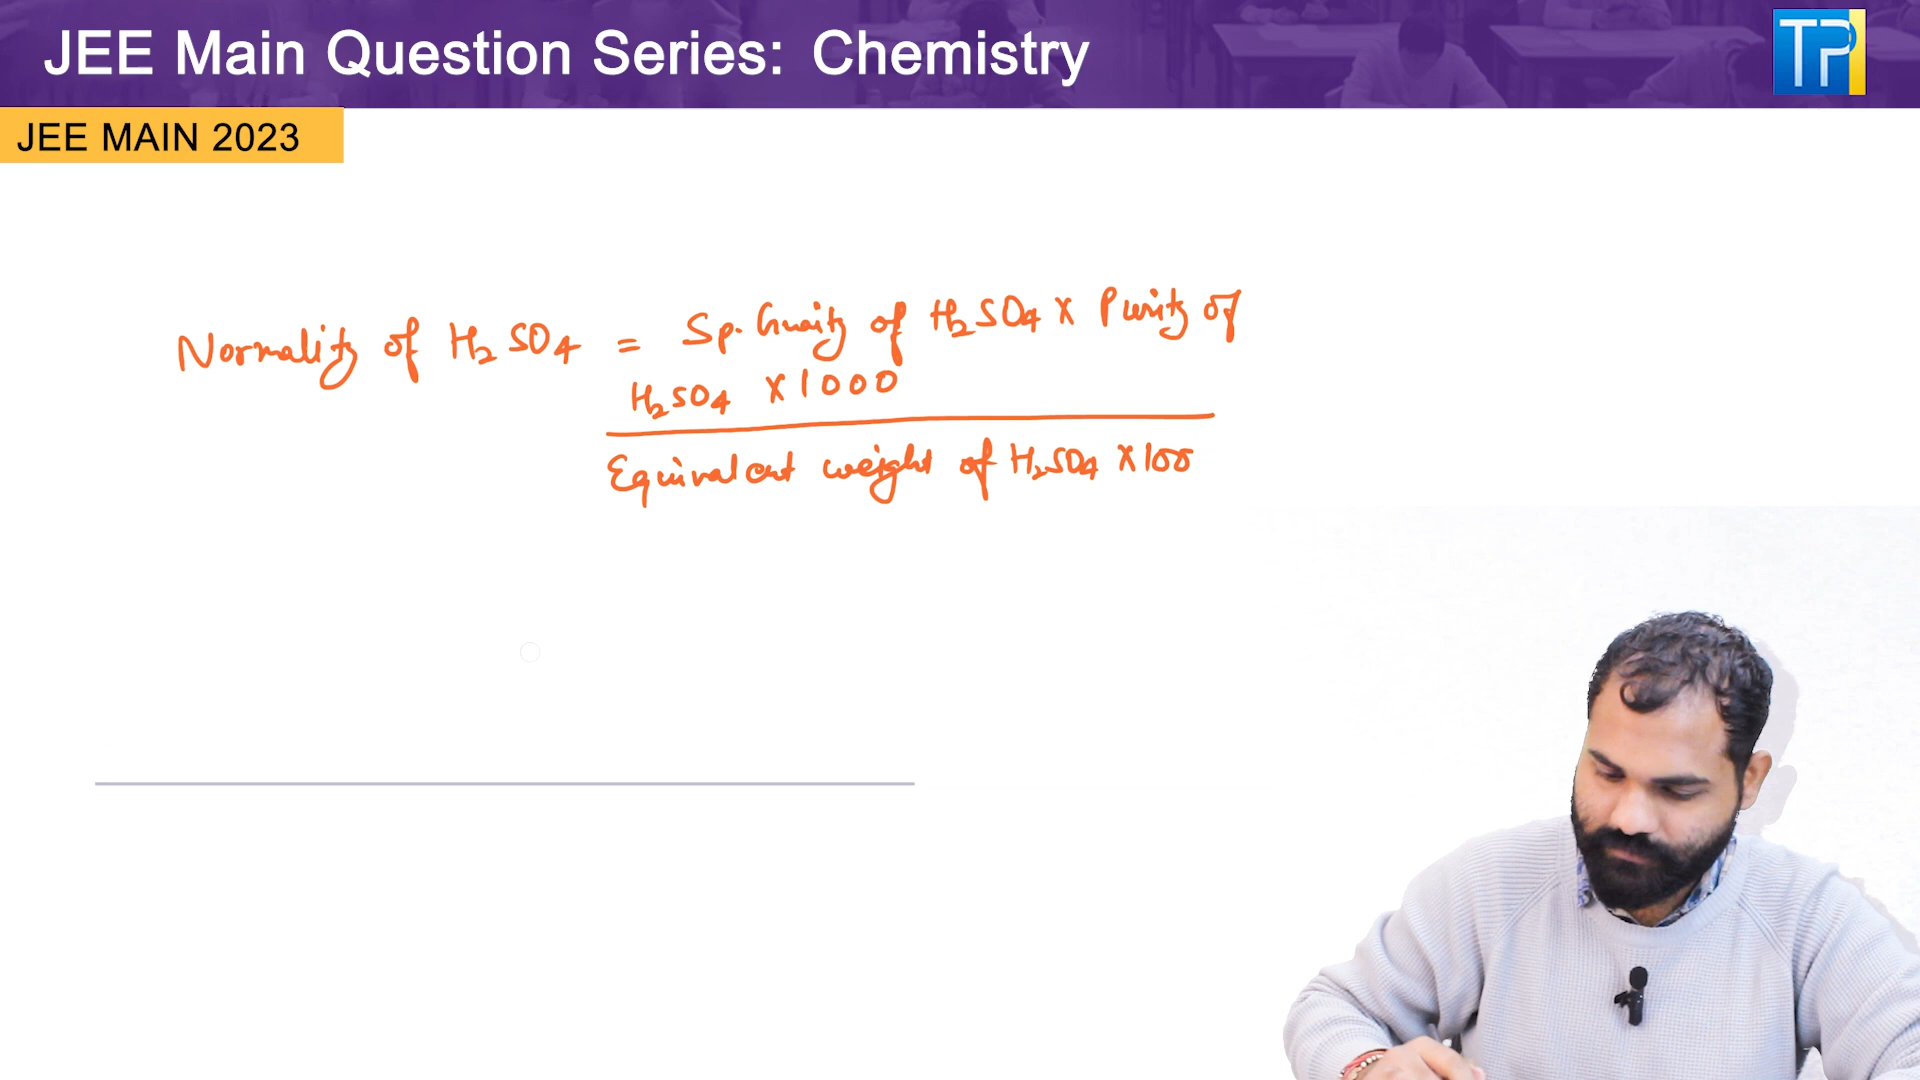 JEE Main Question Series: Chemistry
TP
JEE MAIN 2023
Normality of H₂SO₄ = Sp. Gravity of H₂SO₄ × Purity of
H₂SO₄ × 1000
Equivalent weight of H₂SO₄ × 100